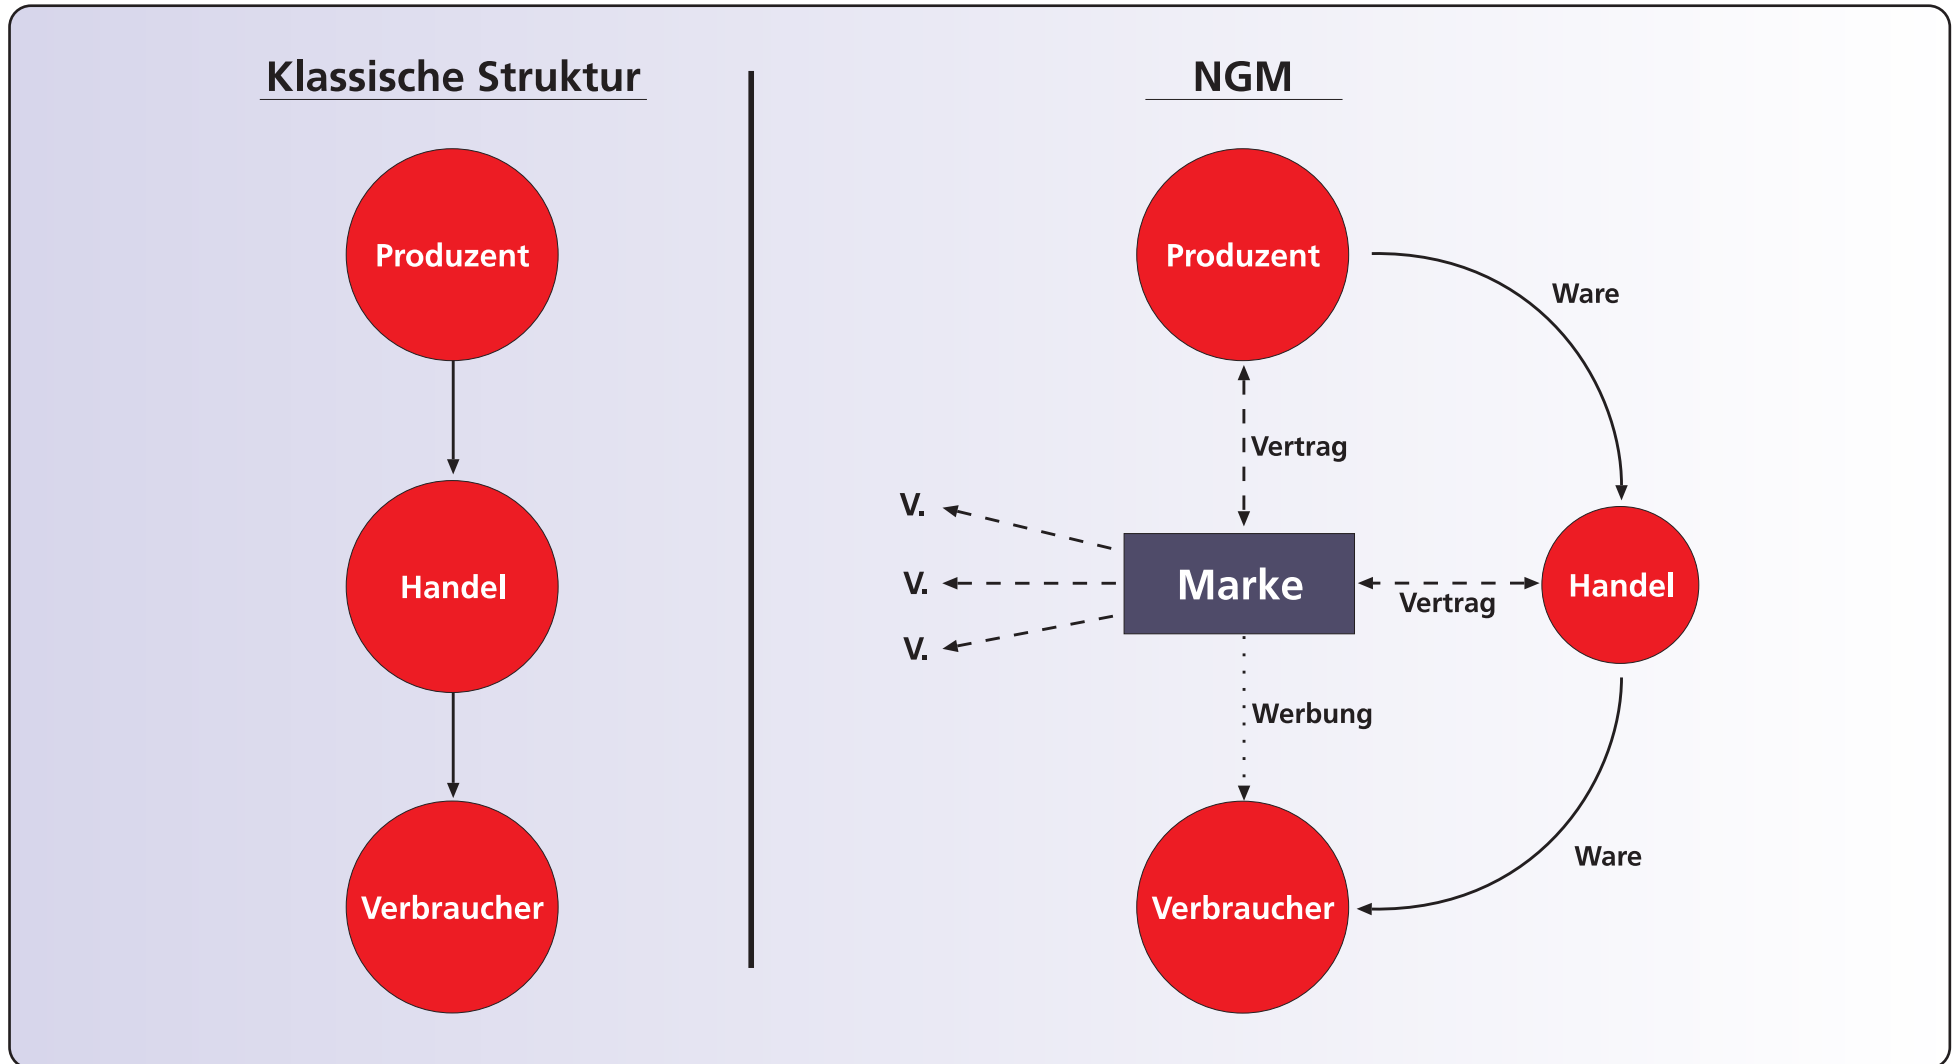 Klassische Struktur
Produzent
Handel
Verbraucher
NGM
Produzent
Ware
Vertrag
V.
V.
V.
Marke
Vertrag
Handel
Werbung
Ware
Verbraucher